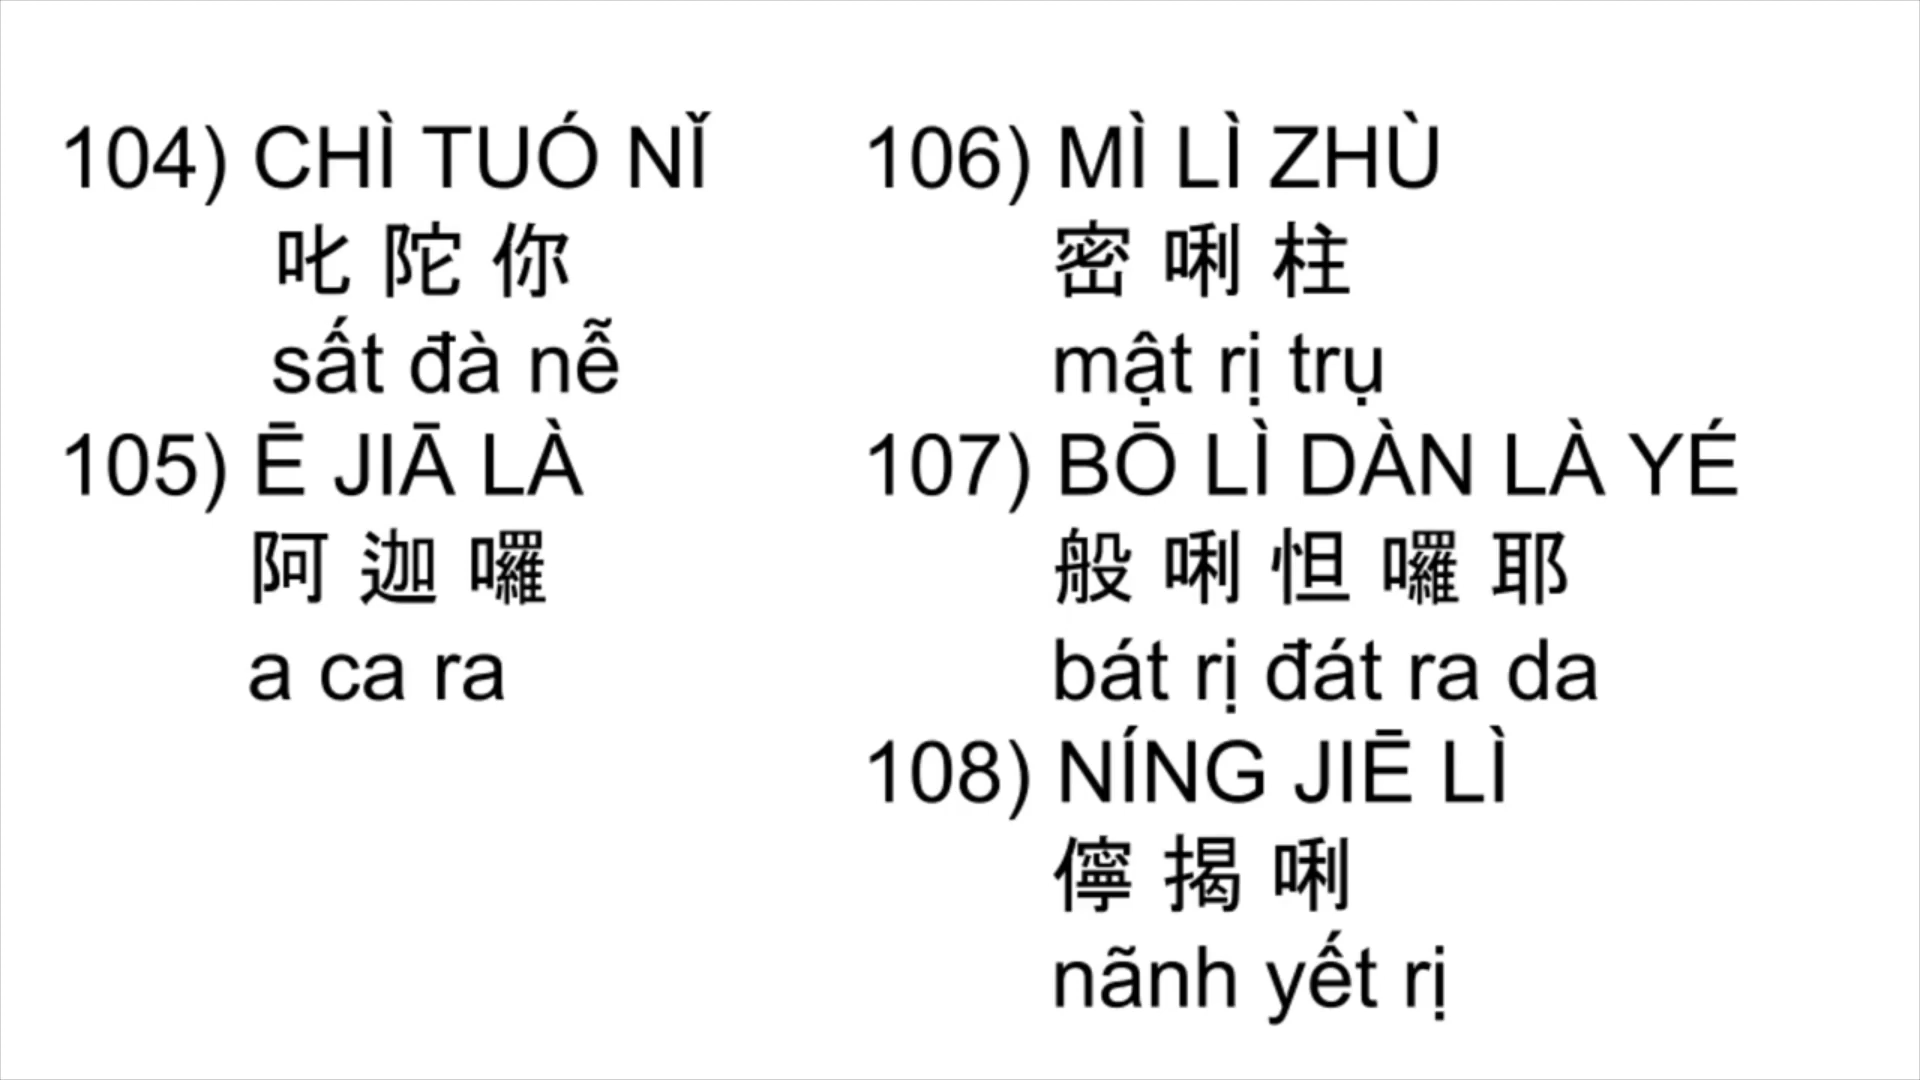 104) CHÌ TUÓ NǏ
叱 陀 你
sất đà nễ
105) Ē JIĀ LÀ
阿 迦 囉
a ca ra
106) MÌ LÌ ZHÙ
密 唎 柱
mật rị trụ
107) BŌ LÌ DÀN LÀ YÉ
般 唎 怛 囉 耶
bát rị đát ra da
108) NÍNG JIĒ LÌ
儜 揭 唎
nãnh yết rị